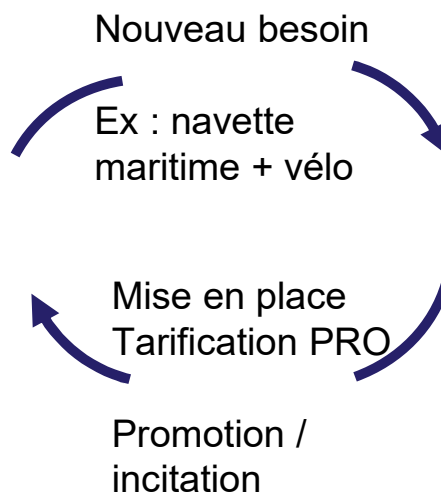 Nouveau besoin
Ex : navette
maritime + vélo
Mise en place
Tarification PRO
Promotion /
incitation